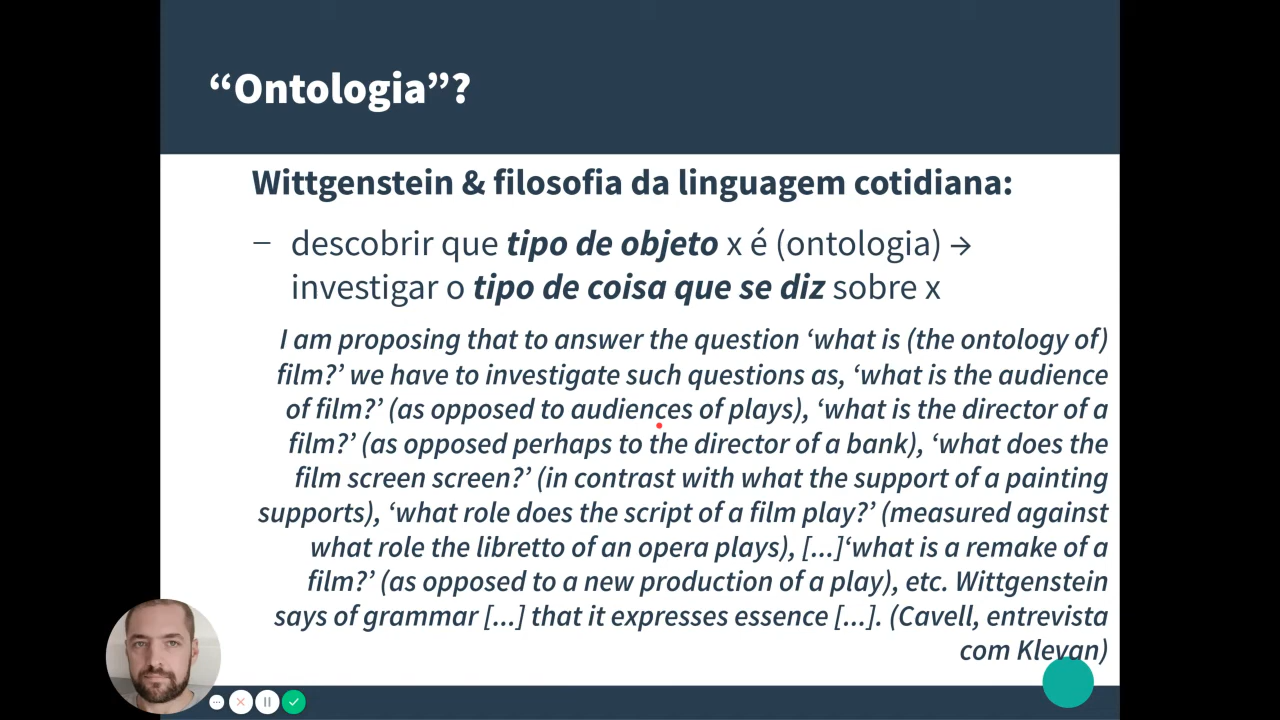 “Ontologia”?
Wittgenstein & filosofia da linguagem cotidiana:
– descobrir que tipo de objeto x é (ontologia) →
investigar o tipo de coisa que se diz sobre x
I am proposing that to answer the question ‘what is (the ontology of)
film?’ we have to investigate such questions as, ‘what is the audience
of film?’ (as opposed to audiences of plays), ‘what is the director of a
film?’ (as opposed perhaps to the director of a bank), ‘what does the
film screen screen?’ (in contrast with what the support of a painting
supports), ‘what role does the script of a film play?’ (measured against
what role the libretto of an opera plays), [...]‘what is a remake of a
film?’ (as opposed to a new production of a play), etc. Wittgenstein
says of grammar [...] that it expresses essence [...]. (Cavell, entrevista
com Klevan)